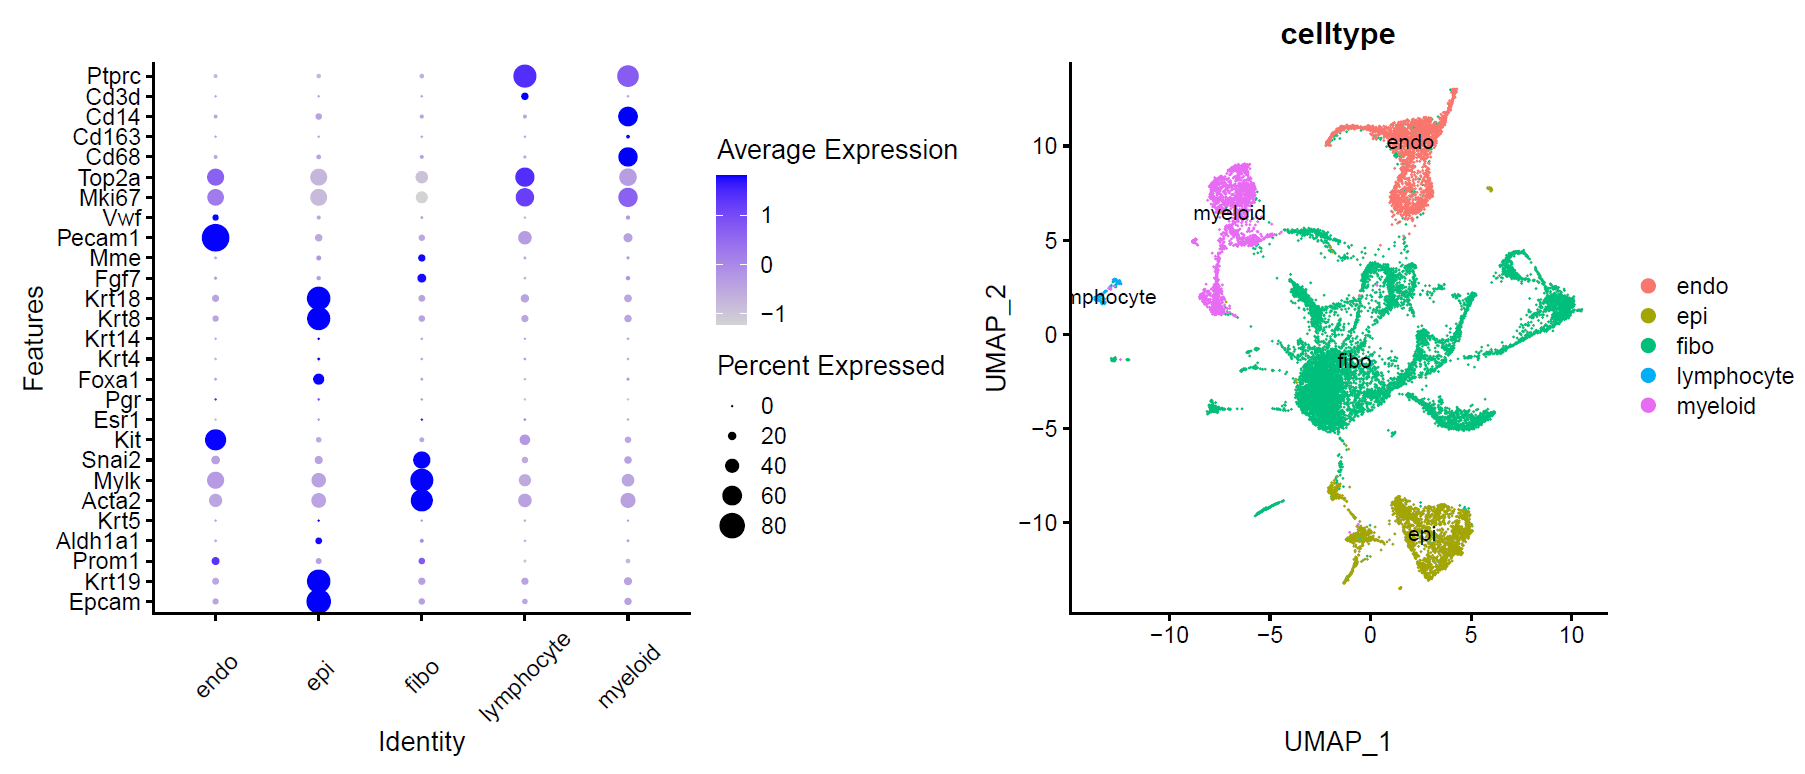 Ptprc
Cd3d
Cd14
Cd163
Cd68
Top2a
Mki67
Vwf
Pecam1
Mme
Fgf7
Krt18
Krt8
Krt14
Krt4
Foxa1
Pgr
Esr1
Kit
Snai2
Mylk
Acta2
Krt5
Aldh1a1
Prom1
Krt19
Epcam
Features
endo
epi
fibo
lymphocyte
myeloid
Identity
Average Expression
1
0
−1
Percent Expressed
0
20
40
60
80
celltype
10
5
0
−5
−10
UMAP_2
endo
myeloid
mphocyte
fibo
epi
−10
−5
0
5
10
UMAP_1
endo
epi
fibo
lymphocyte
myeloid